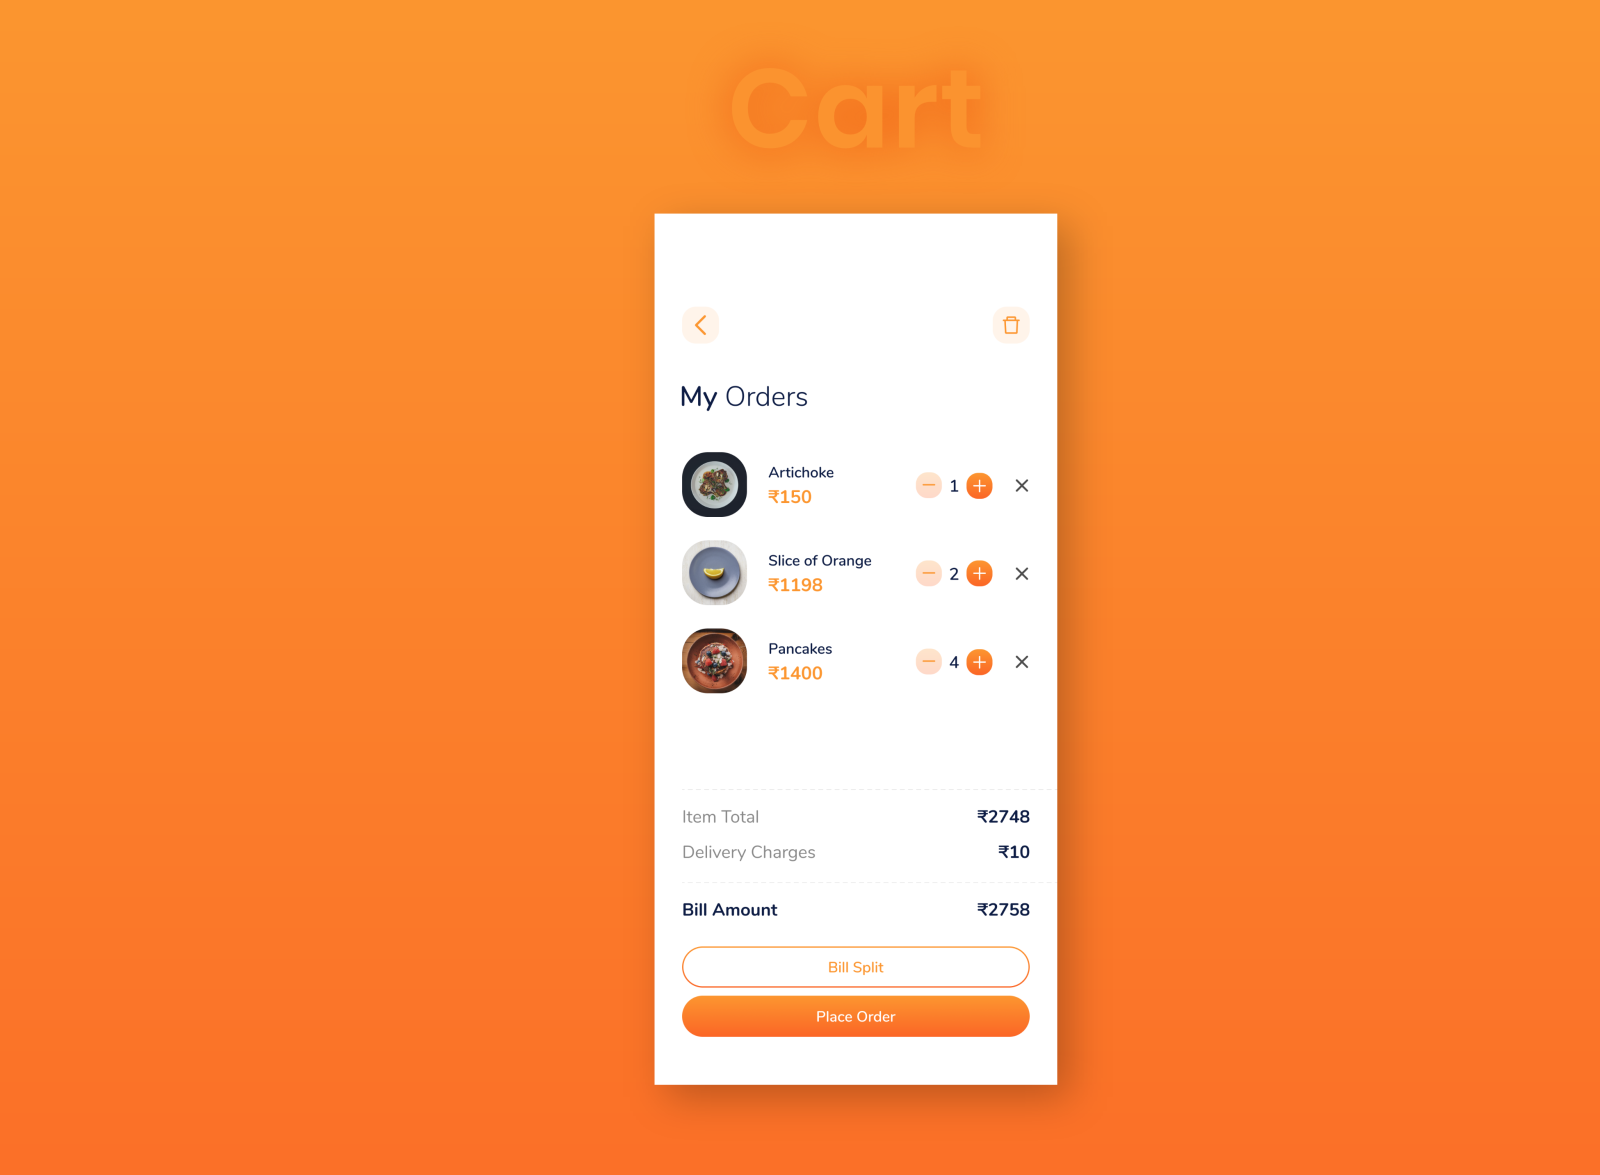 Cart
My Orders
Artichoke
₹150
1
Slice of Orange
₹1198
2
Pancakes
₹1400
4
Item Total ₹2748
Delivery Charges ₹10
Bill Amount ₹2758
Bill Split
Place Order